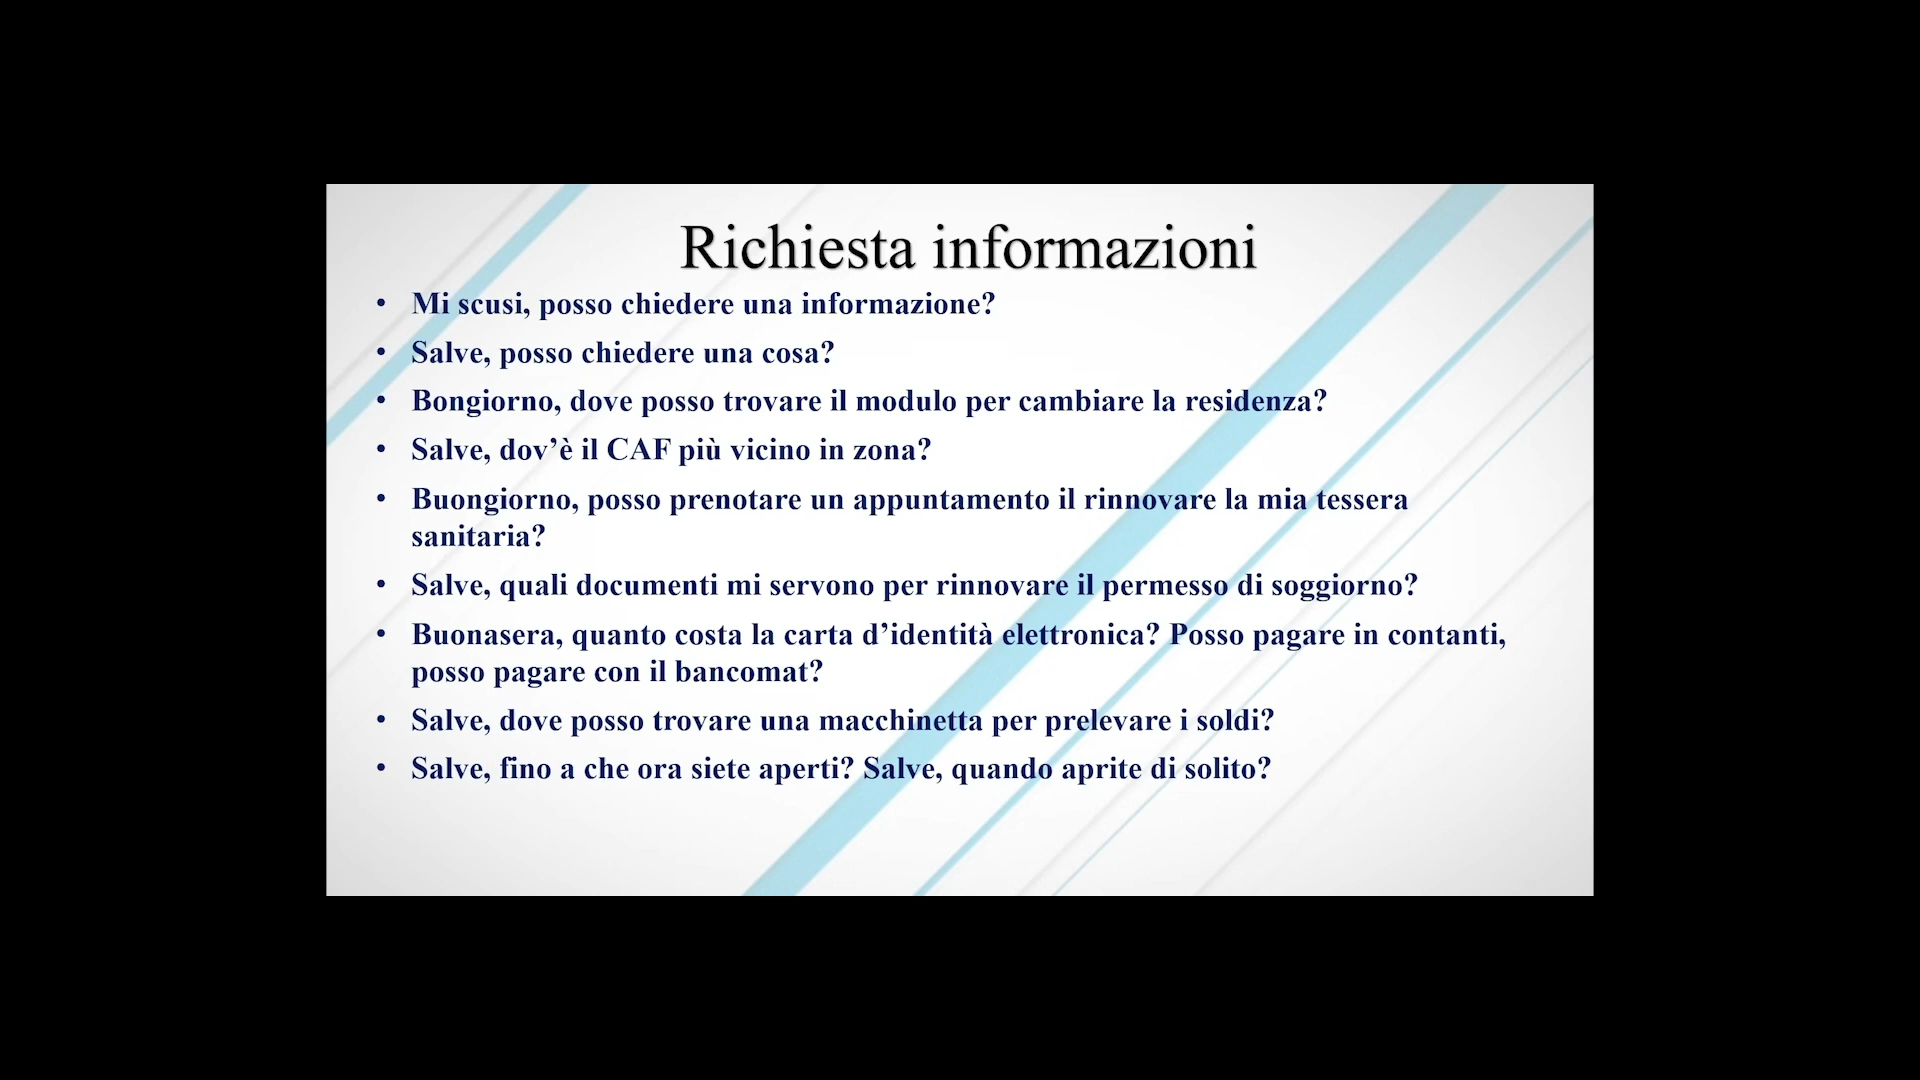 Richiesta informazioni
• Mi scusi, posso chiedere una informazione?
• Salve, posso chiedere una cosa?
• Bongiorno, dove posso trovare il modulo per cambiare la residenza?
• Salve, dov’è il CAF più vicino in zona?
• Buongiorno, posso prenotare un appuntamento il rinnovare la mia tessera
sanitaria?
• Salve, quali documenti mi servono per rinnovare il permesso di soggiorno?
• Buonasera, quanto costa la carta d’identità elettronica? Posso pagare in contanti,
posso pagare con il bancomat?
• Salve, dove posso trovare una macchinetta per prelevare i soldi?
• Salve, fino a che ora siete aperti? Salve, quando aprite di solito?